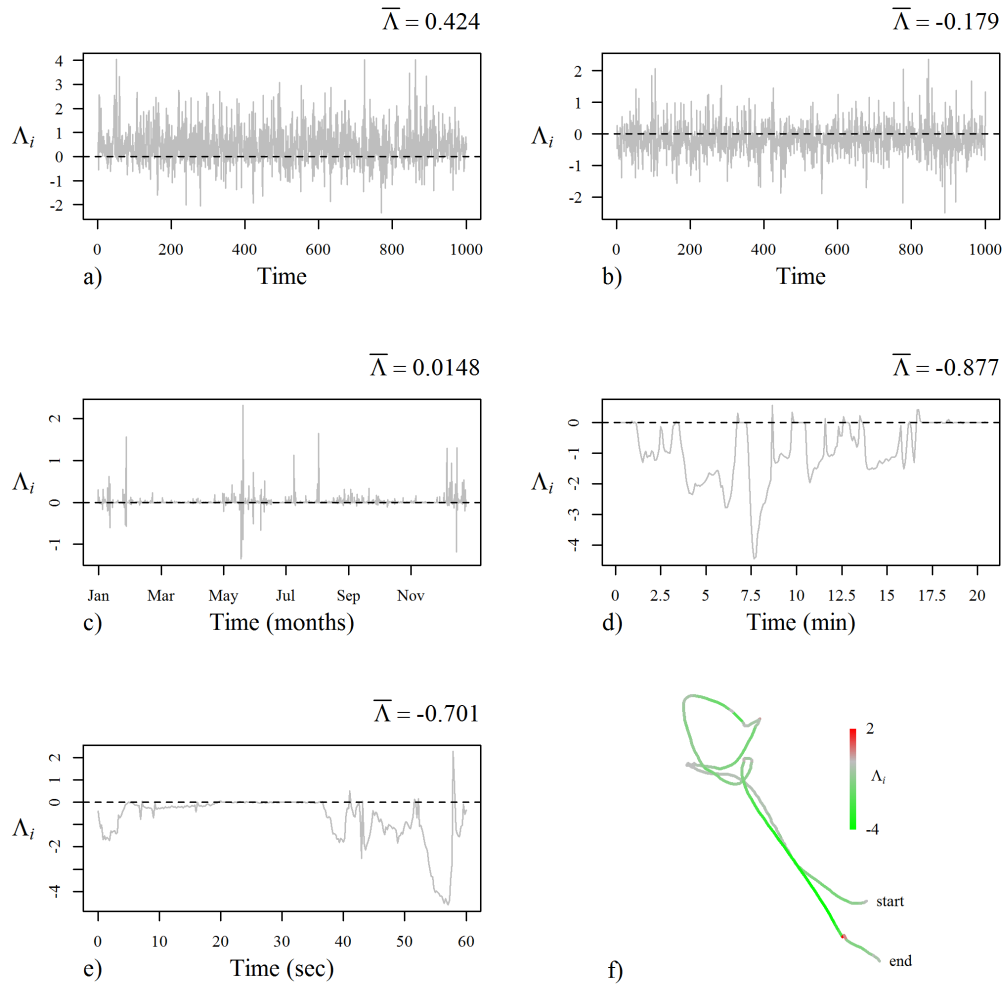 Λ̅ = 0.424
Λᵢ
4
3
2
1
0
-1
-2
0 200 400 600 800 1000
a) Time
Λ̅ = -0.179
Λᵢ
2
1
0
-1
-2
0 200 400 600 800 1000
b) Time
Λ̅ = 0.0148
Λᵢ
2
1
0
-1
Jan Mar May Jul Sep Nov
c) Time (months)
Λ̅ = -0.877
Λᵢ
0
-1
-2
-3
-4
0 2.5 5 7.5 10 12.5 15 17.5 20
d) Time (min)
Λ̅ = -0.701
Λᵢ
2
0
-2
-4
0 10 20 30 40 50 60
e) Time (sec)
2
Λᵢ
-4
start
end
f)